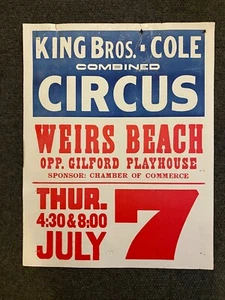 KING BROS. - COLE
COMBINED
CIRCUS
WEIRS BEACH
OPP. GILFORD PLAYHOUSE
SPONSOR: CHAMBER OF COMMERCE
THUR.
4:30 & 8:00
JULY 7